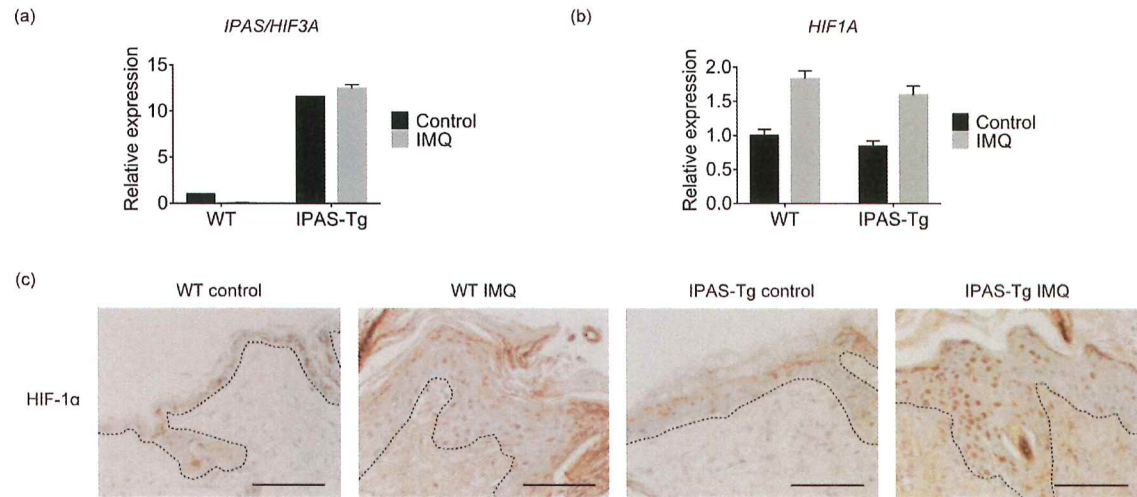 (a)
IPAS/HIF3A
Relative expression
15
10
5
0
WT
IPAS-Tg
Control
IMQ
(b)
HIF1A
Relative expression
2.0
1.5
1.0
0.5
0.0
WT
IPAS-Tg
Control
IMQ
(c)
WT control
WT IMQ
IPAS-Tg control
IPAS-Tg IMQ
HIF-1α